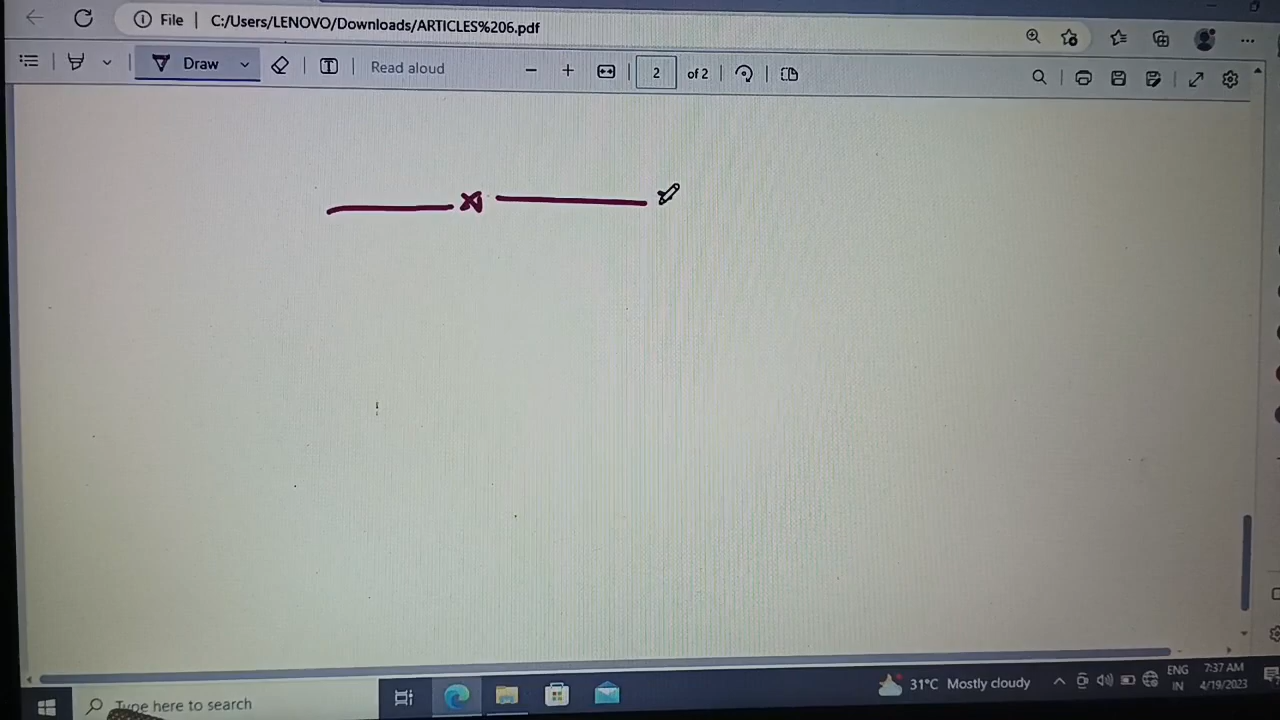 File | C:/Users/LENOVO/Downloads/ARTICLES%206.pdf
Draw | Read aloud 2 of 2
x
Type here to search 31°C Mostly cloudy ENG 7:37 AM
IN 4/19/2023